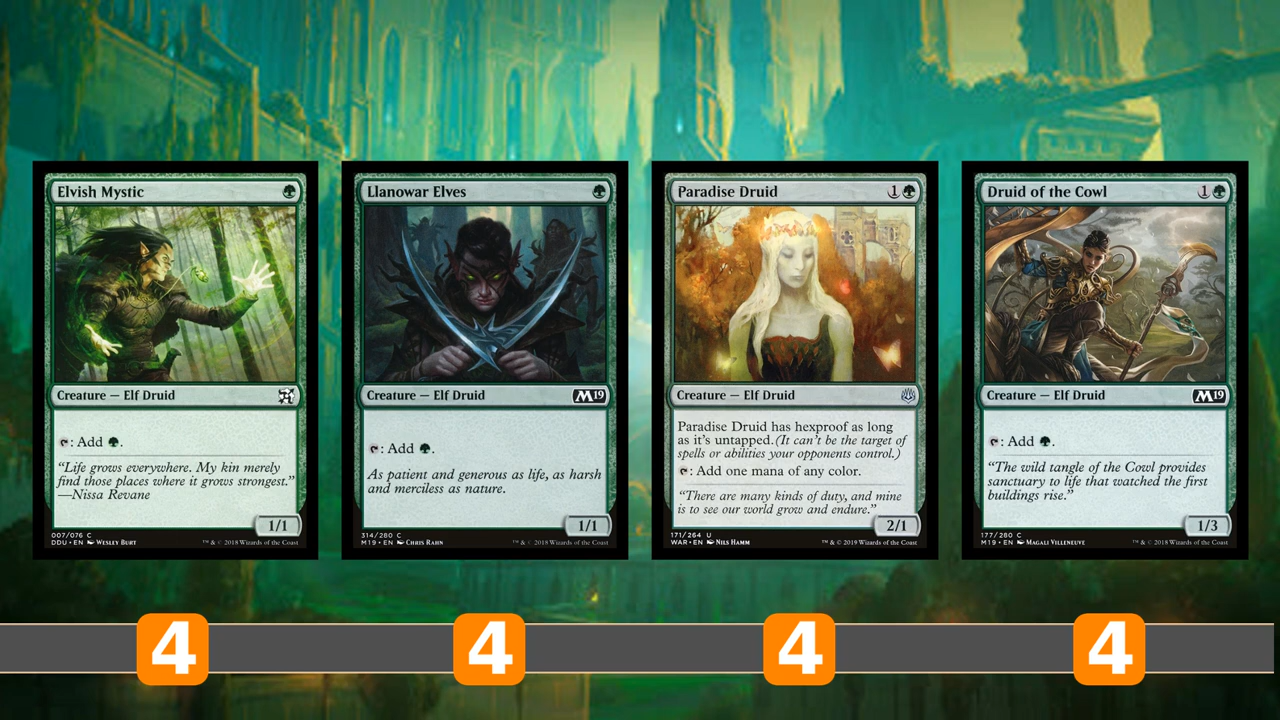 Elvish Mystic
Creature — Elf Druid
: Add .
“Life grows everywhere. My kin merely
find those places where it grows strongest.”
—Nissa Revane
1/1
007/076 C
DDU • EN Wesley Burt
™ & © 2018 Wizards of the Coast
Llanowar Elves
Creature — Elf Druid
M19
: Add .
As patient and generous as life, as harsh
and merciless as nature.
1/1
314/280 C
M19 • EN Chris Rahn
™ & © 2018 Wizards of the Coast
Paradise Druid
1
Creature — Elf Druid
Paradise Druid has hexproof as long
as it's untapped. (It can't be the target of
spells or abilities your opponents control.)
: Add one mana of any color.
“There are many kinds of duty, and mine
is to see our world grow and endure.”
2/1
171/264 U
WAR • EN Nils Hamm
™ & © 2019 Wizards of the Coast
Druid of the Cowl
1
Creature — Elf Druid
M19
: Add .
“The wild tangle of the Cowl provides
sanctuary to life that watched the first
buildings rise.”
1/3
177/280 C
M19 • EN Magali Villeneuve
™ & © 2018 Wizards of the Coast
4
4
4
4